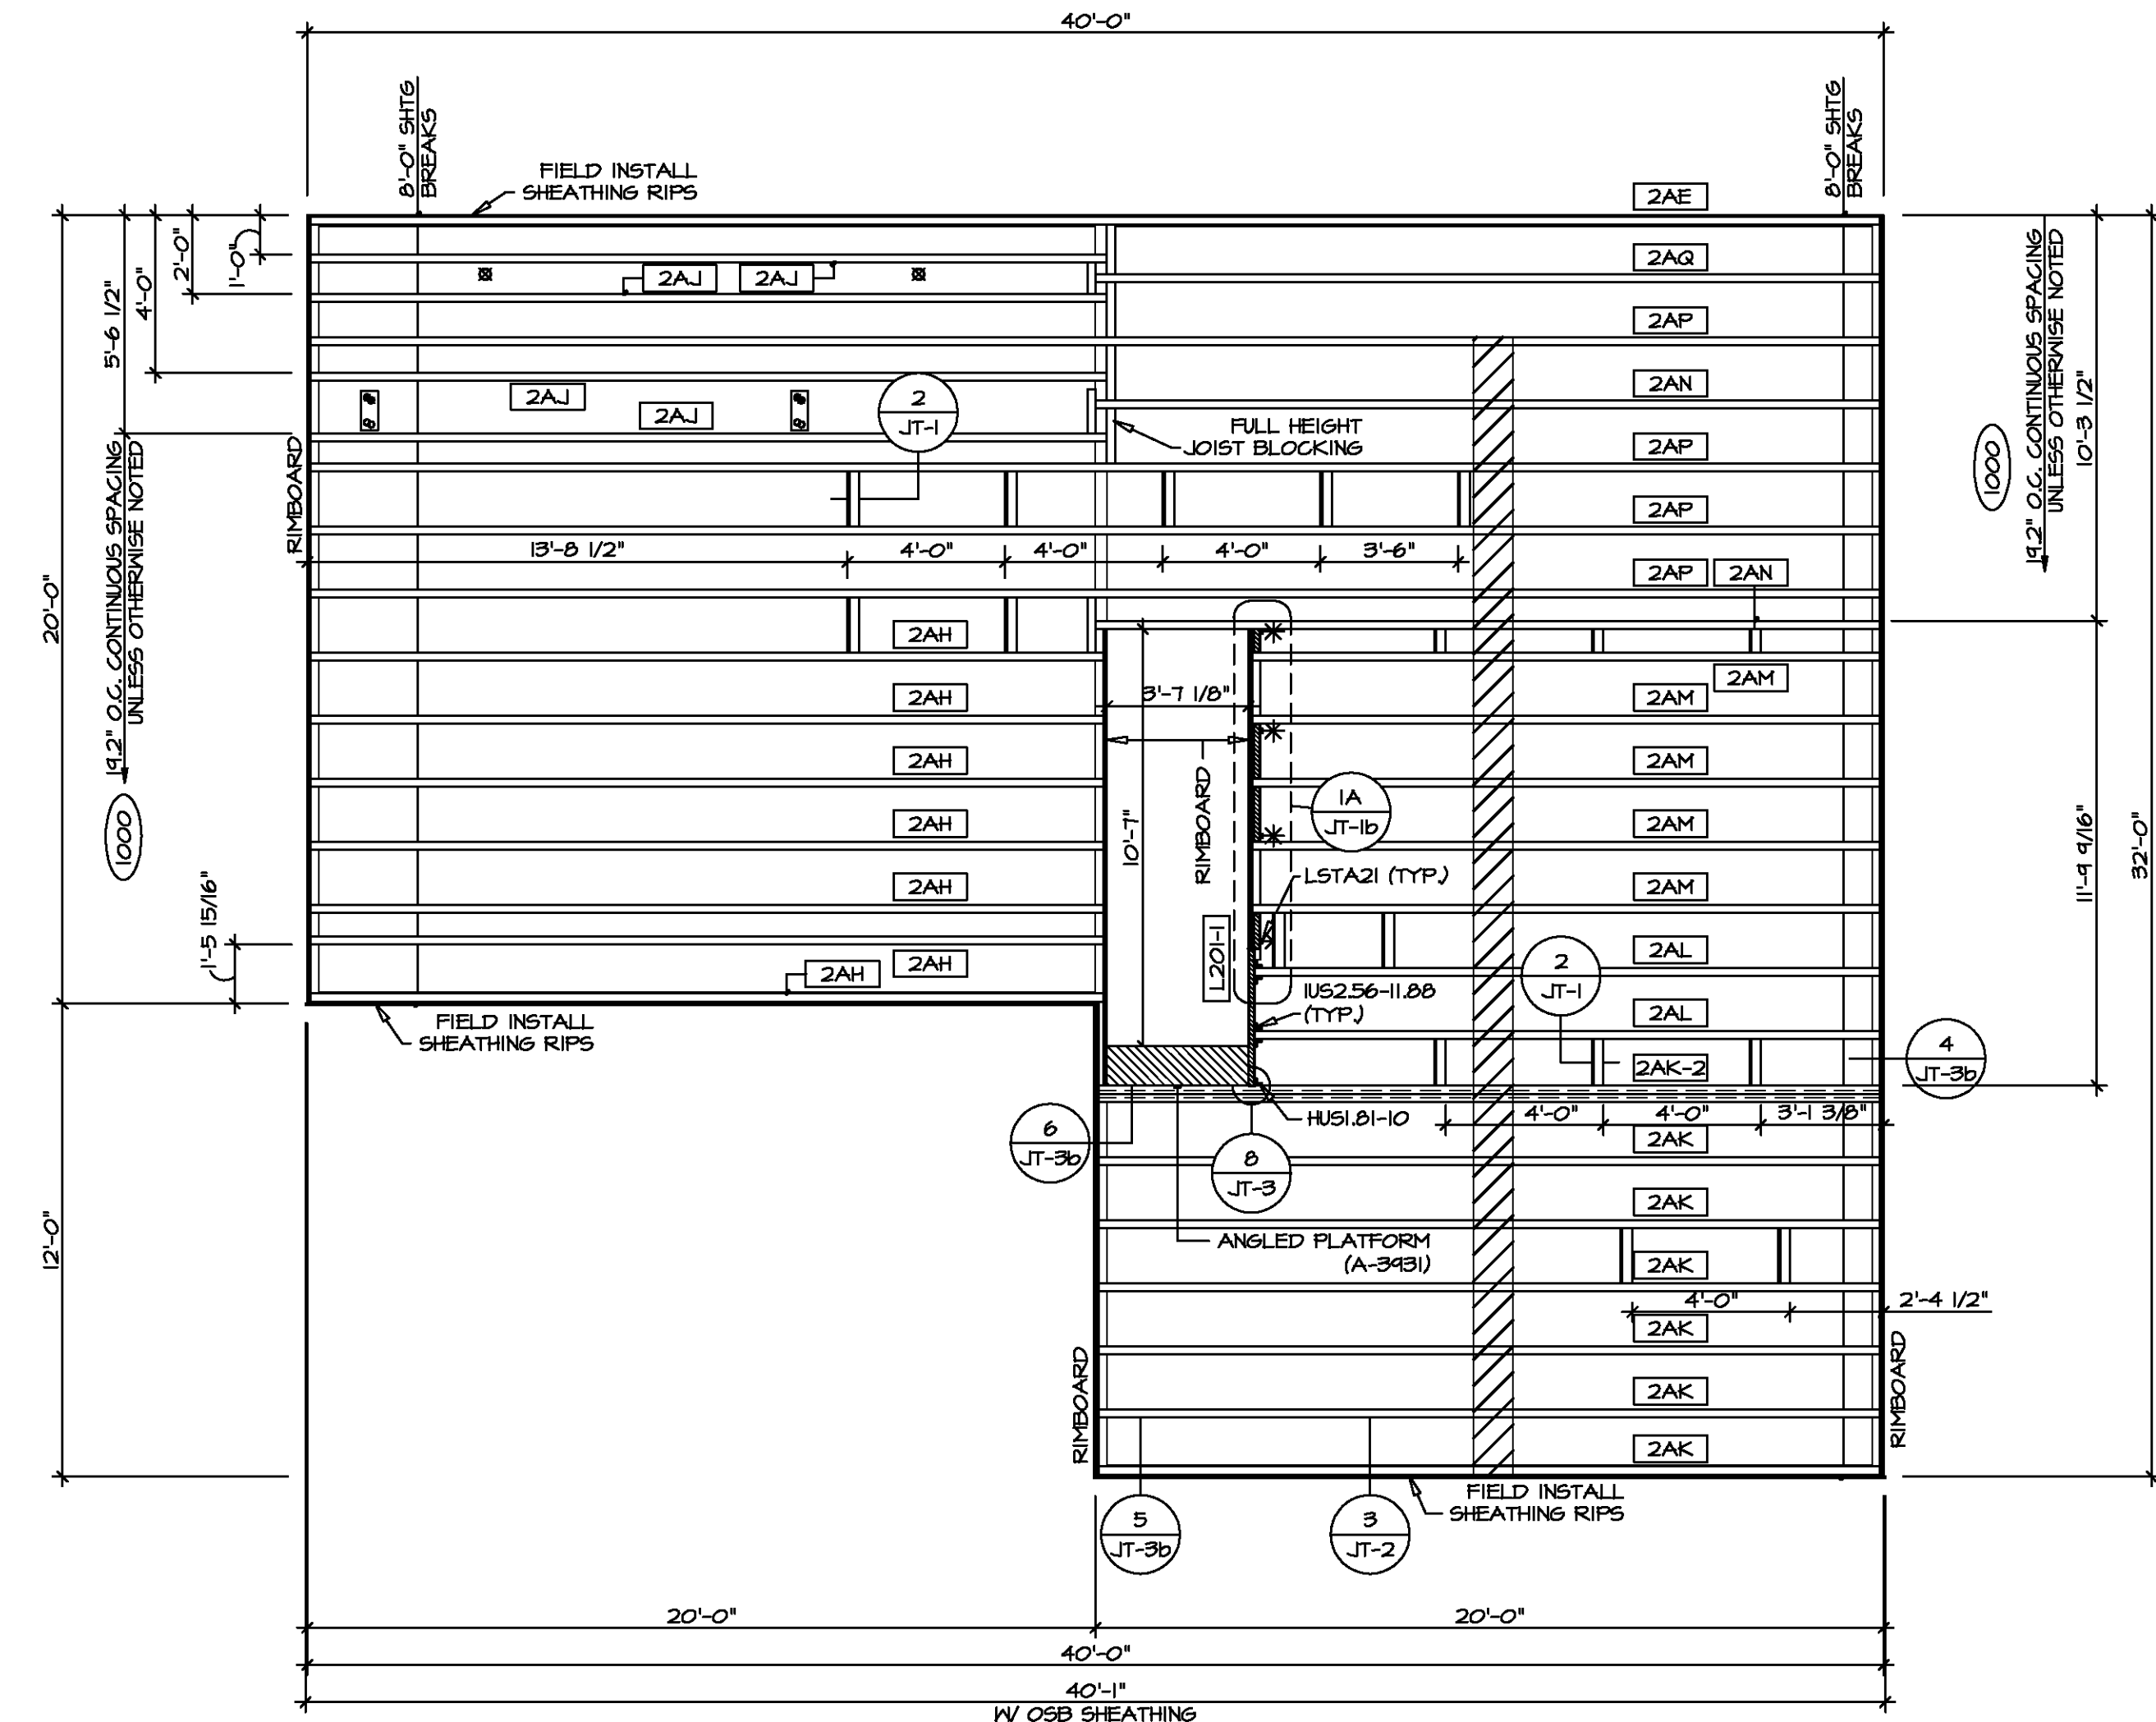 40'-0"
8'-0" SHTG
BREAKS
8'-0" SHTG
BREAKS
FIELD INSTALL
SHEATHING RIPS
2AE
1'-0"
2'-0"
4'-0"
5'-6 1/2"
19.2" O.C. CONTINUOUS SPACING
UNLESS OTHERWISE NOTED
1000
20'-0"
12'-0"
1'-5 15/16"
RIMBOARD
2AJ
2AJ
2AJ
2AJ
2
JT-1
FULL HEIGHT
JOIST BLOCKING
2AQ
2AP
2AN
2AP
2AP
2AP
2AN
19.2" O.C. CONTINUOUS SPACING
UNLESS OTHERWISE NOTED
1000
10'-3 1/2"
11'-9 9/16"
32'-0"
13'-8 1/2"
4'-0"
4'-0"
4'-0"
3'-6"
2AH
2AH
2AH
2AH
2AH
2AH
2AH
3'-7 1/8"
10'-7"
RIMBOARD
1A
JT-1b
LSTA21 (TYP.)
L201-1
IUS2.56-11.88
(TYP.)
2AM
2AM
2AM
2AM
2AM
2AL
2
JT-1
2AL
2AK-2
4
JT-3b
FIELD INSTALL
SHEATHING RIPS
HUS1.81-10
4'-0"
4'-0"
3'-1 3/8"
6
JT-3b
8
JT-3
2AK
2AK
ANGLED PLATFORM
(A-3931)
2AK
4'-0"
2'-4 1/2"
2AK
2AK
2AK
RIMBOARD
RIMBOARD
FIELD INSTALL
SHEATHING RIPS
5
JT-3b
3
JT-2
20'-0"
20'-0"
40'-0"
40'-1"
W/ OSB SHEATHING